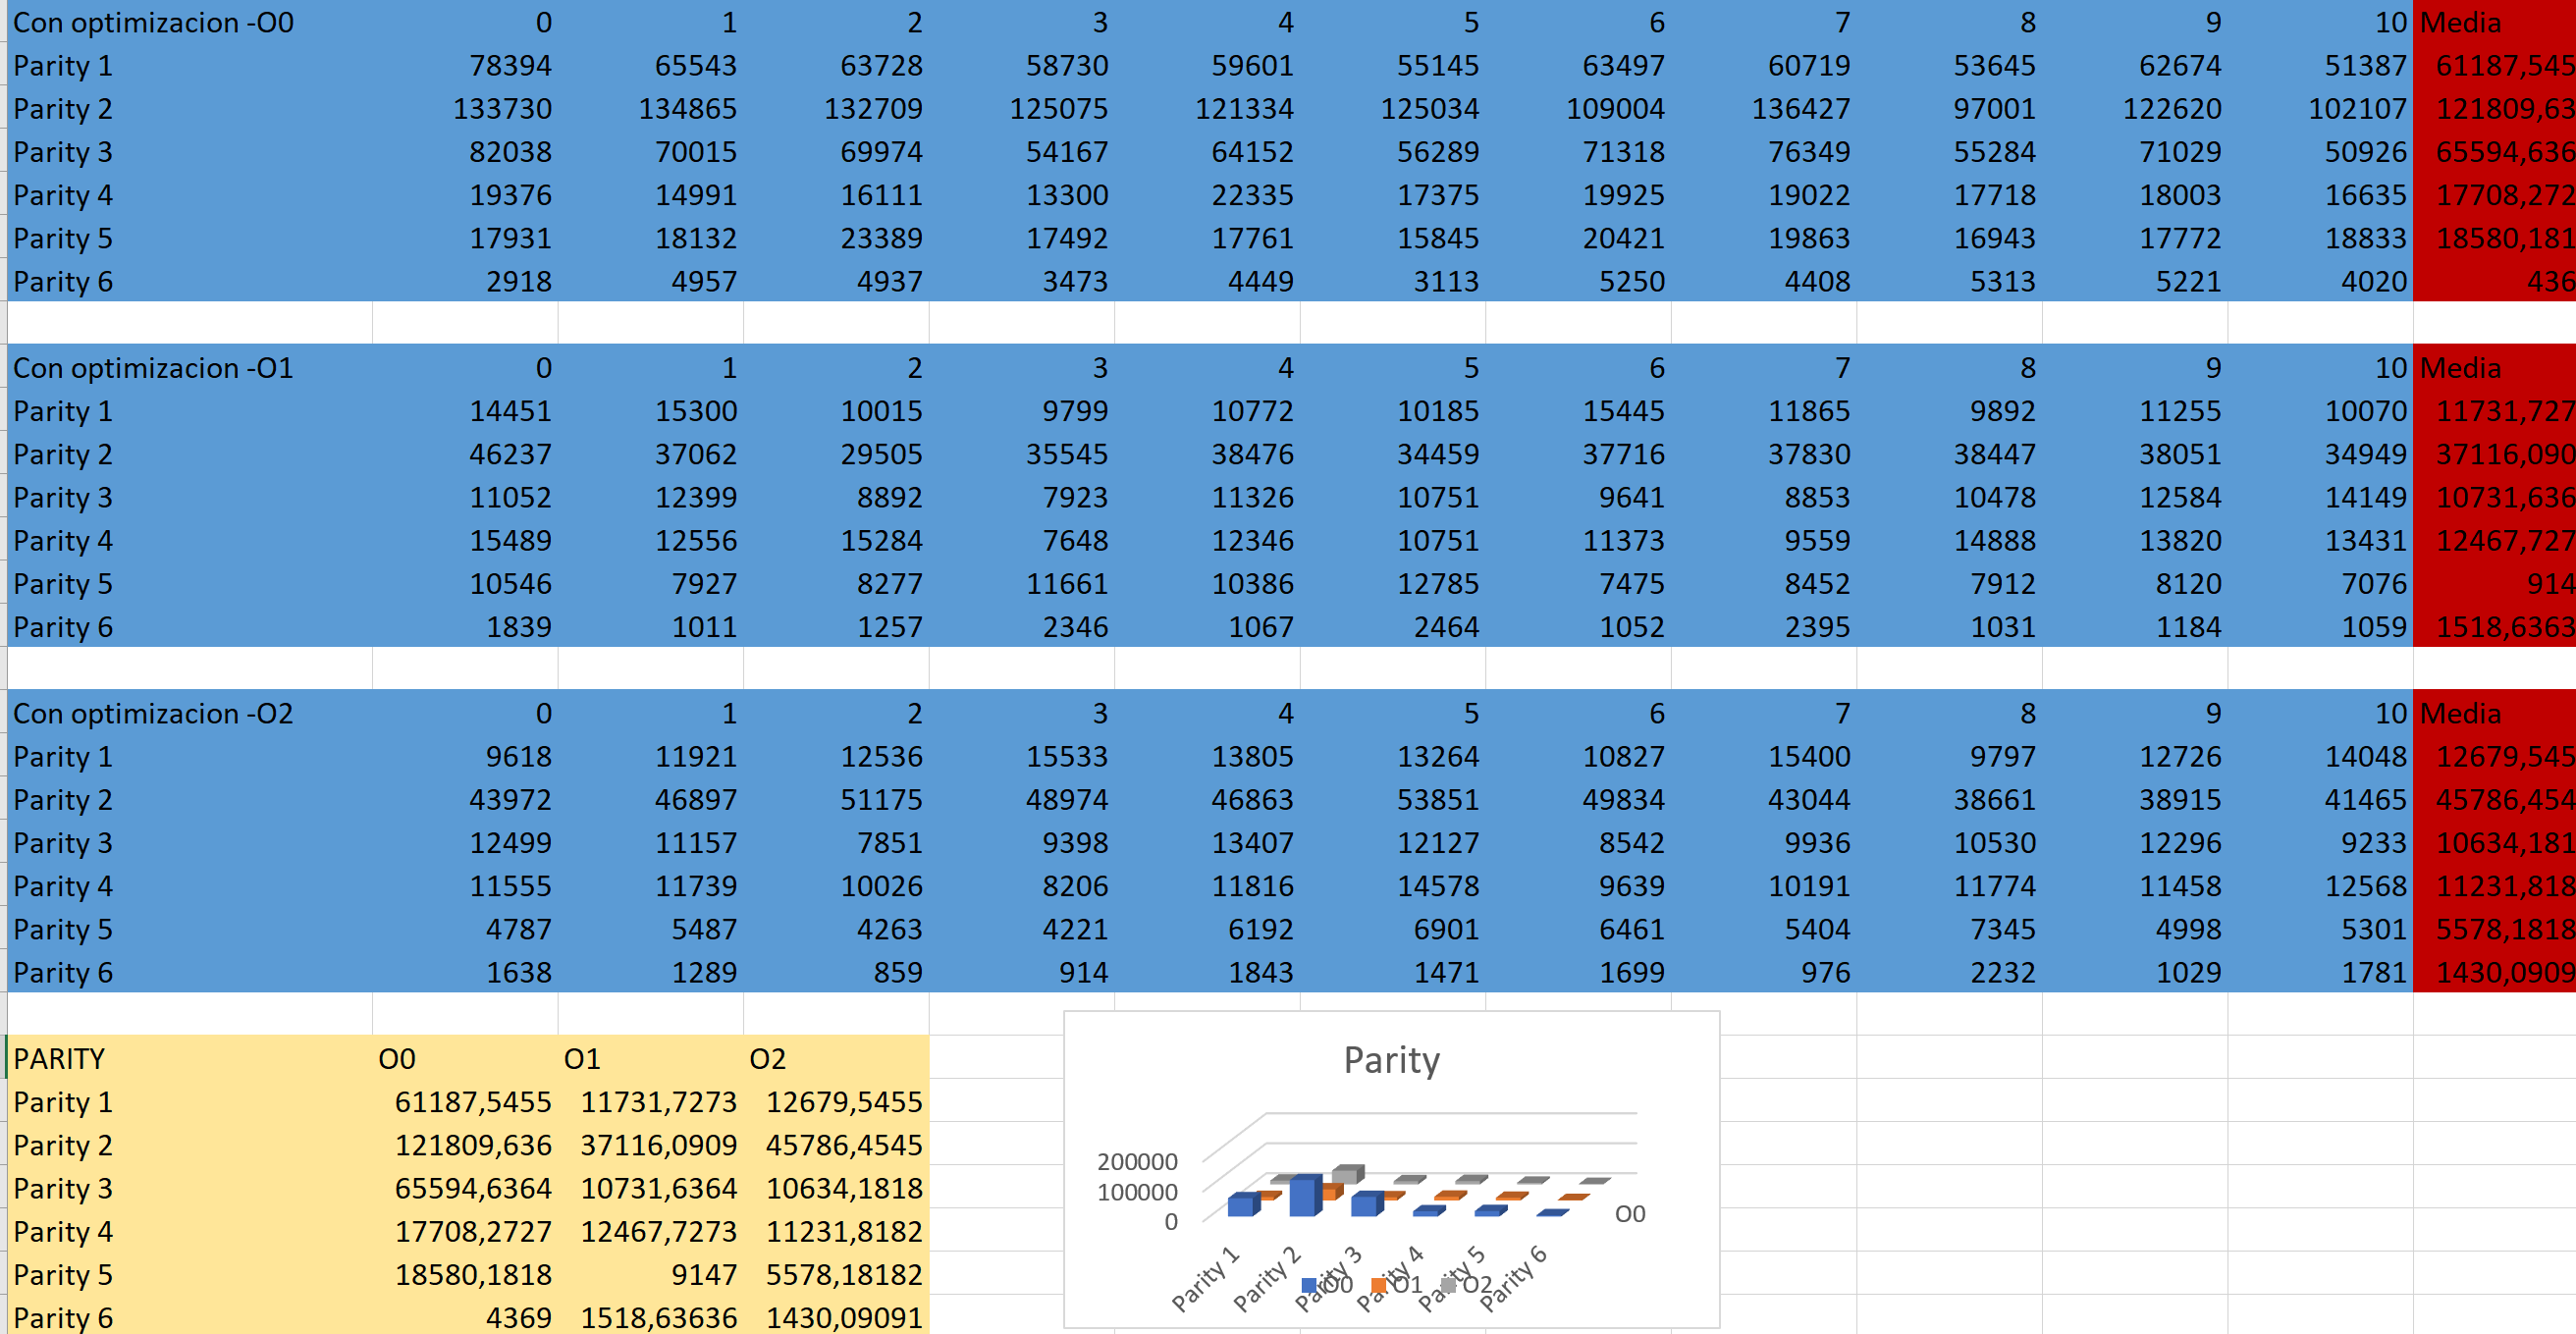 Con optimizacion -O0 0 1 2 3 4 5 6 7 8 9 10 Media
Parity 1 78394 65543 63728 58730 59601 55145 63497 60719 53645 62674 51387 61187,545
Parity 2 133730 134865 132709 125075 121334 125034 109004 136427 97001 122620 102107 121809,63
Parity 3 82038 70015 69974 54167 64152 56289 71318 76349 55284 71029 50926 65594,636
Parity 4 19376 14991 16111 13300 22335 17375 19925 19022 17718 18003 16635 17708,272
Parity 5 17931 18132 23389 17492 17761 15845 20421 19863 16943 17772 18833 18580,181
Parity 6 2918 4957 4937 3473 4449 3113 5250 4408 5313 5221 4020 436
Con optimizacion -O1 0 1 2 3 4 5 6 7 8 9 10 Media
Parity 1 14451 15300 10015 9799 10772 10185 15445 11865 9892 11255 10070 11731,727
Parity 2 46237 37062 29505 35545 38476 34459 37716 37830 38447 38051 34949 37116,090
Parity 3 11052 12399 8892 7923 11326 10751 9641 8853 10478 12584 14149 10731,636
Parity 4 15489 12556 15284 7648 12346 10751 11373 9559 14888 13820 13431 12467,727
Parity 5 10546 7927 8277 11661 10386 12785 7475 8452 7912 8120 7076 914
Parity 6 1839 1011 1257 2346 1067 2464 1052 2395 1031 1184 1059 1518,6363
Con optimizacion -O2 0 1 2 3 4 5 6 7 8 9 10 Media
Parity 1 9618 11921 12536 15533 13805 13264 10827 15400 9797 12726 14048 12679,545
Parity 2 43972 46897 51175 48974 46863 53851 49834 43044 38661 38915 41465 45786,454
Parity 3 12499 11157 7851 9398 13407 12127 8542 9936 10530 12296 9233 10634,181
Parity 4 11555 11739 10026 8206 11816 14578 9639 10191 11774 11458 12568 11231,818
Parity 5 4787 5487 4263 4221 6192 6901 6461 5404 7345 4998 5301 5578,1818
Parity 6 1638 1289 859 914 1843 1471 1699 976 2232 1029 1781 1430,0909
PARITY O0 O1 O2
Parity 1 61187,5455 11731,7273 12679,5455
Parity 2 121809,636 37116,0909 45786,4545
Parity 3 65594,6364 10731,6364 10634,1818
Parity 4 17708,2727 12467,7273 11231,8182
Parity 5 18580,1818 9147 5578,18182
Parity 6 4369 1518,63636 1430,09091
Parity
200000
100000
0
O0
Parity 1 Parity 2 Parity 3 Parity 4 Parity 5 Parity 6
O0 O1 O2